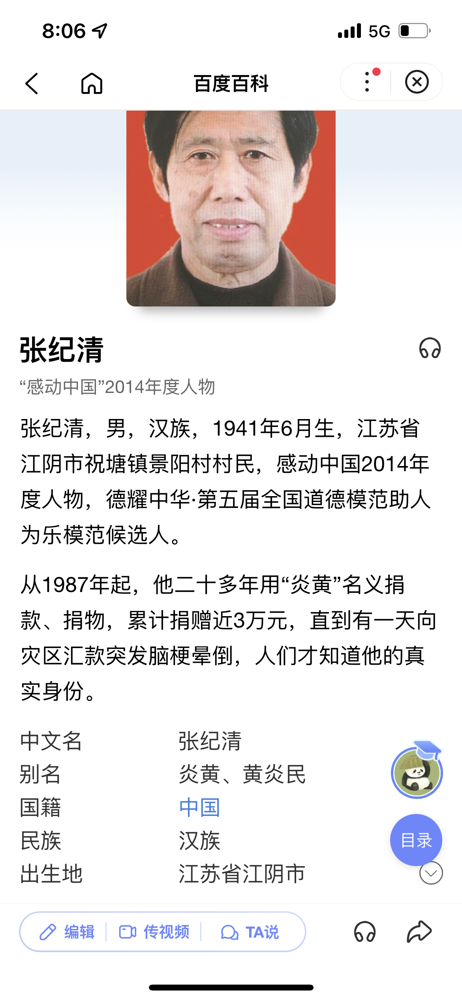 8:06
5G
百度百科
张纪清
“感动中国”2014年度人物
张纪清，男，汉族，1941年6月生，江苏省
江阴市祝塘镇景阳村村民，感动中国2014年
度人物，德耀中华·第五届全国道德模范助人
为乐模范候选人。
从1987年起，他二十多年用“炎黄”名义捐
款、捐物，累计捐赠近3万元，直到有一天向
灾区汇款突发脑梗晕倒，人们才知道他的真
实身份。
中文名 张纪清
别名 炎黄、黄炎民
国籍 中国
民族 汉族
目录
出生地 江苏省江阴市
编辑 传视频 TA说